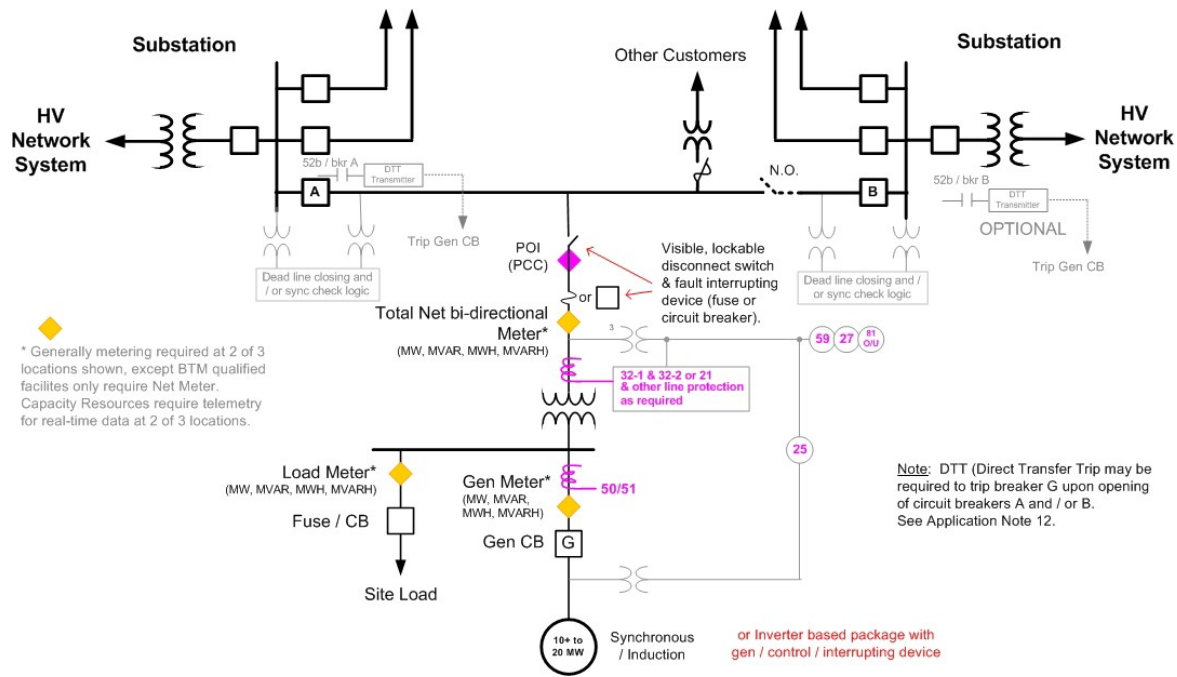 Substation
Substation
Other Customers
HV
Network
System
HV
Network
System
52b / bkr A
DTT
Transmitter
N.O.
52b / bkr B
DTT
Transmitter
A
B
OPTIONAL
Trip Gen CB
Trip Gen CB
POI
(PCC)
Visible, lockable
disconnect switch
& fault interrupting
device (fuse or
circuit breaker).
Dead line closing and
/ or sync check logic
Dead line closing and /
or sync check logic
or
Total Net bi-directional
Meter*
(MW, MVAR, MWH, MVARH)
3
59
27
81
O/U
* Generally metering required at 2 of 3
locations shown, except BTM qualified
facilites only require Net Meter.
Capacity Resources require telemetry
for real-time data at 2 of 3 locations.
32-1 & 32-2 or 21
& other line protection
as required
25
Load Meter*
(MW, MVAR, MWH, MVARH)
Gen Meter*
(MW, MVAR,
MWH, MVARH)
50/51
Fuse / CB
Gen CB
G
Note: DTT (Direct Transfer Trip may be
required to trip breaker G upon opening
of circuit breakers A and / or B.
See Application Note 12.
Site Load
10+ to
20 MW
Synchronous
/ Induction
or Inverter based package with
gen / control / interrupting device